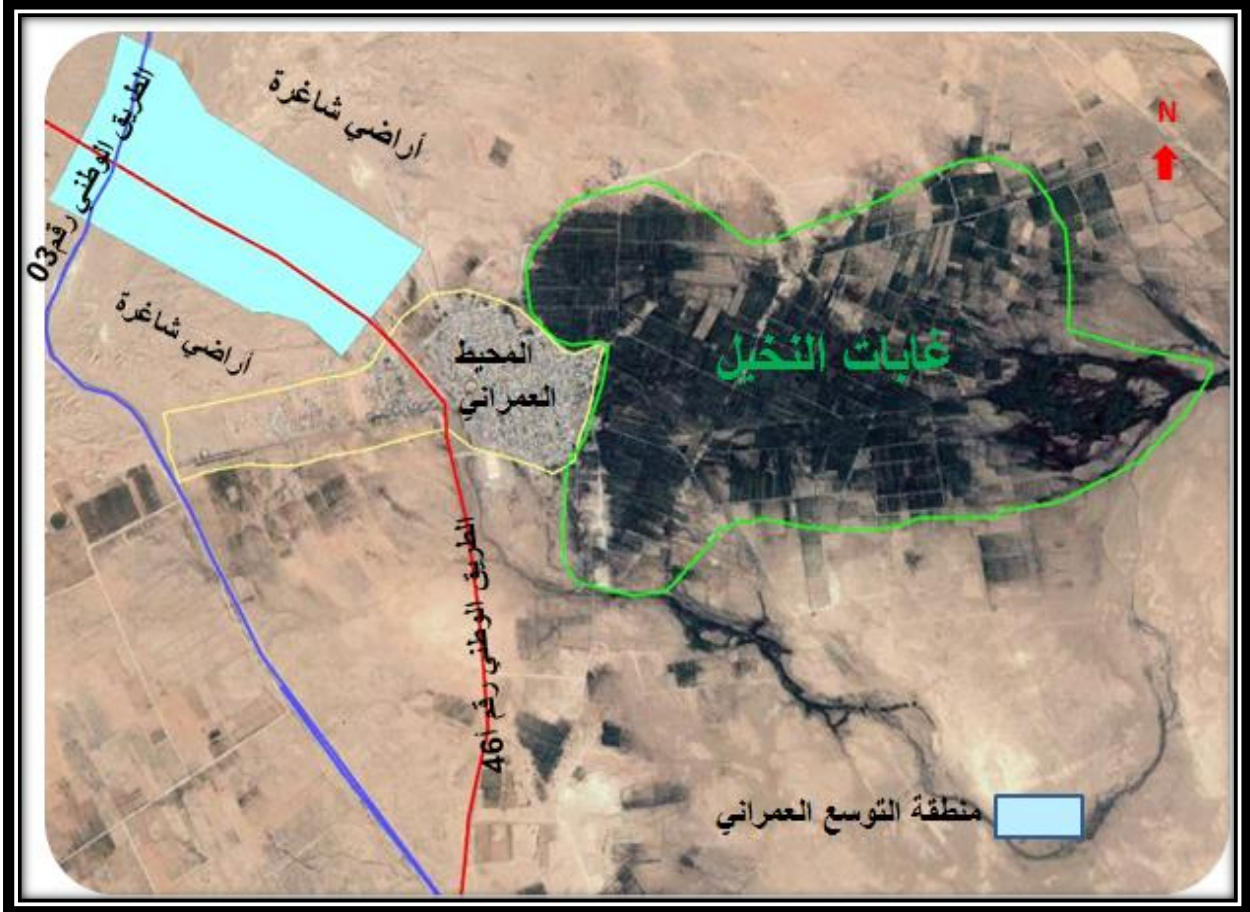 أراضي شاغرة
N
الطريق الوطني رقم03
أراضي شاغرة
المحيط
العمراني
غابات النخيل
الطريق الوطني رقم 46أ
منطقة التوسع العمراني